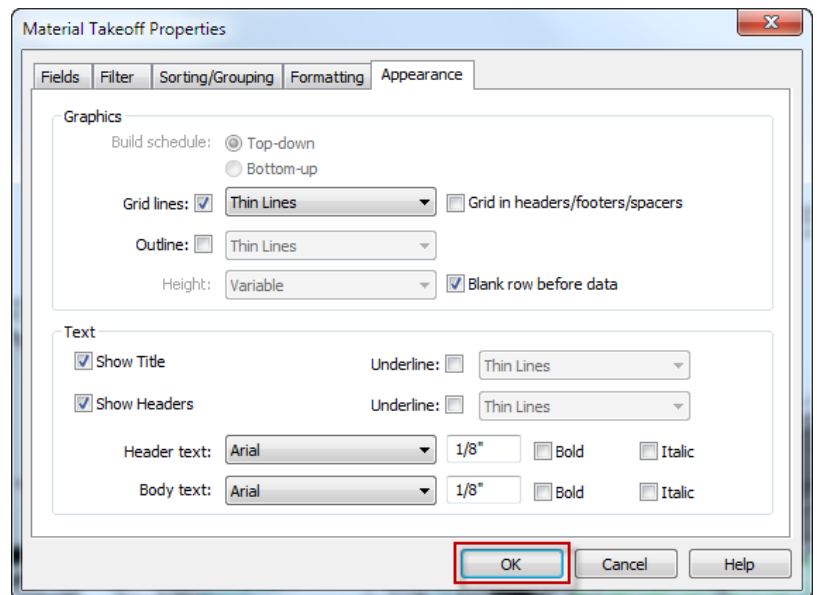 Material Takeoff Properties
Fields Filter Sorting/Grouping Formatting Appearance
Graphics
Build schedule: Top-down
Bottom-up
Grid lines: Thin Lines Grid in headers/footers/spacers
Outline: Thin Lines
Height: Variable Blank row before data
Text
Show Title Underline: Thin Lines
Show Headers Underline: Thin Lines
Header text: Arial 1/8" Bold Italic
Body text: Arial 1/8" Bold Italic
OK Cancel Help